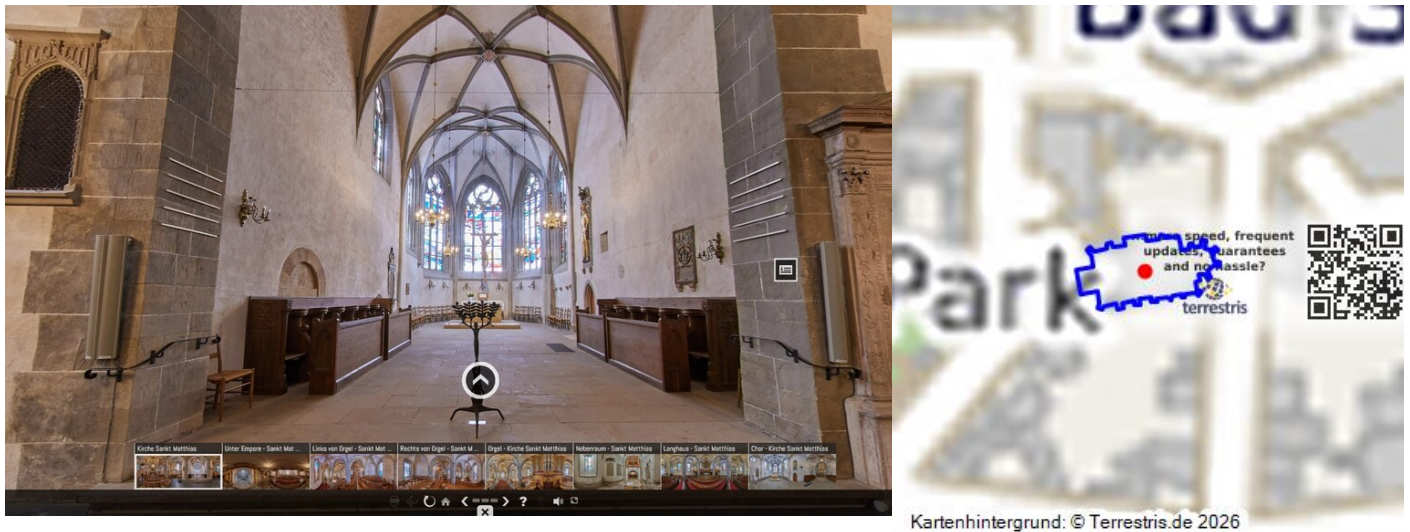 Kirche Sankt Matthias
Unter Empore - Sankt Mat ...
Links von Orgel - Sankt Mat ...
Rechts von Orgel - Sankt M ...
Orgel - Kirche Sankt Matthias
Nebenraum - Sankt Matthias
Langhaus - Sankt Matthias
Chor - Kirche Sankt Matthias
?
Bad S
speed, frequent
updates, guarantees
and no hassle?
terrestris
Park
Kartenhintergrund: © Terrestris.de 2026